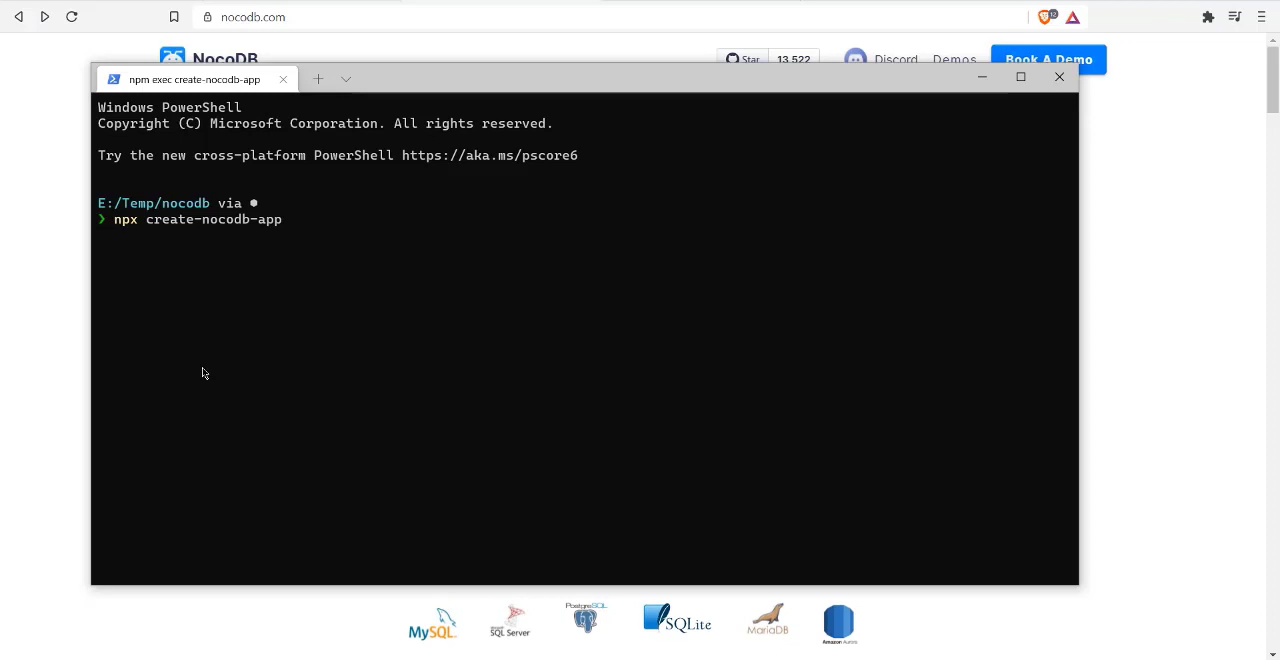 nocodb.com
12
NocoDB
Star
13,522
Discord
Demos
Book A Demo
npm exec create-nocodb-app
Windows PowerShell
Copyright (C) Microsoft Corporation. All rights reserved.
Try the new cross-platform PowerShell https://aka.ms/pscore6
E:/Temp/nocodb via
❯ npx create-nocodb-app
MySQL
Microsoft
SQL Server
PostgreSQL
SQLite
MariaDB
Amazon Aurora